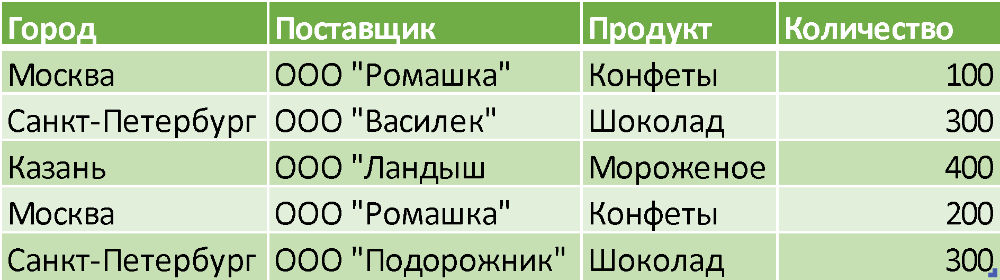 Город Поставщик Продукт Количество
Москва ООО "Ромашка" Конфеты 100
Санкт-Петербург ООО "Василек" Шоколад 300
Казань ООО "Ландыш Мороженое 400
Москва ООО "Ромашка" Конфеты 200
Санкт-Петербург ООО "Подорожник" Шоколад 300